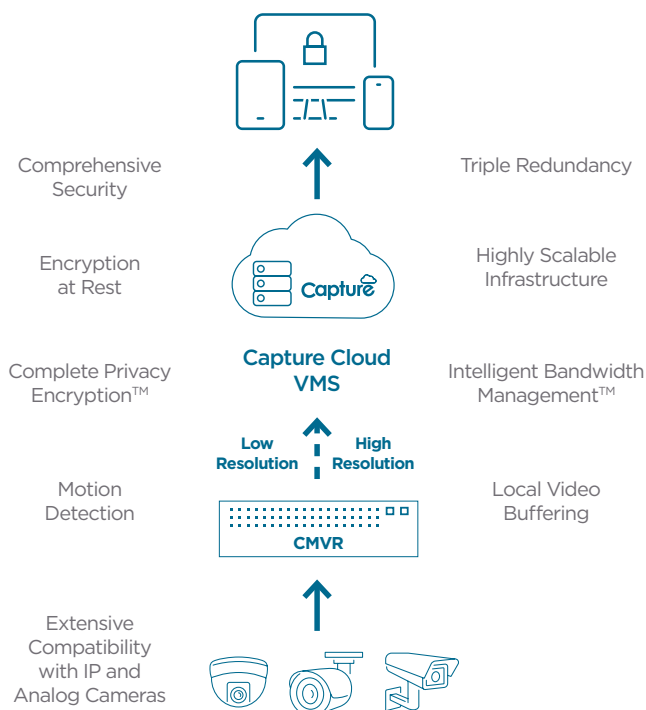 Comprehensive
Security
Triple Redundancy
Encryption
at Rest
Capture
Highly Scalable
Infrastructure
Complete Privacy
Encryption™
Capture Cloud
VMS
Intelligent Bandwidth
Management™
Low
Resolution
High
Resolution
Motion
Detection
CMVR
Local Video
Buffering
Extensive
Compatibility
with IP and
Analog Cameras